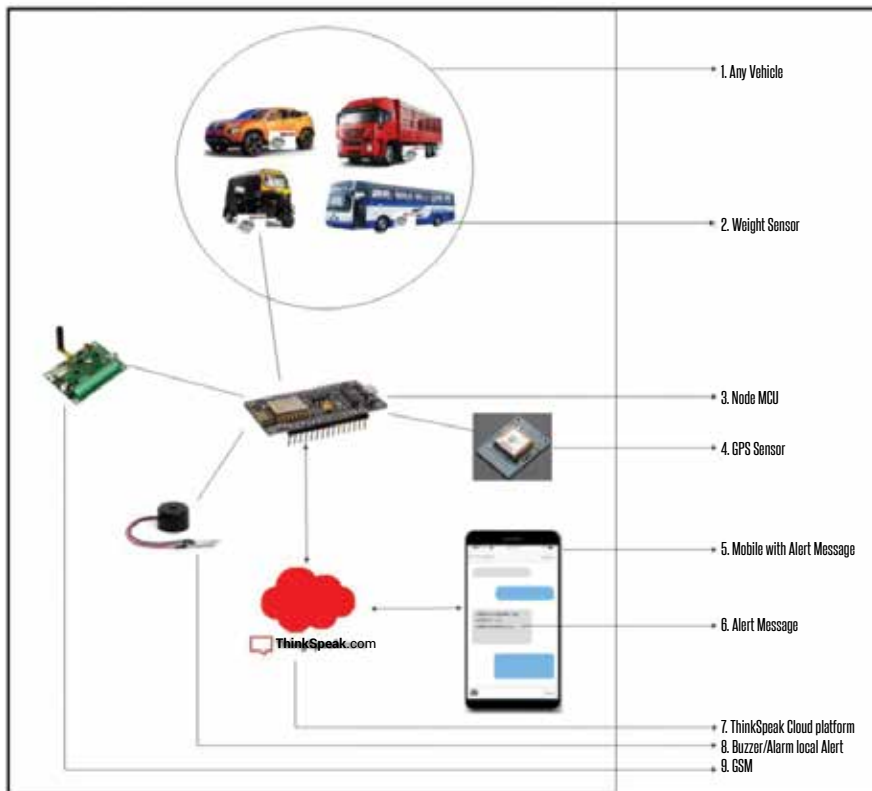 1. Any Vehicle
2. Weight Sensor
3. Node MCU
4. GPS Sensor
5. Mobile with Alert Message
6. Alert Message
ThinkSpeak.com
7. ThinkSpeak Cloud platform
8. Buzzer/Alarm local Alert
9. GSM